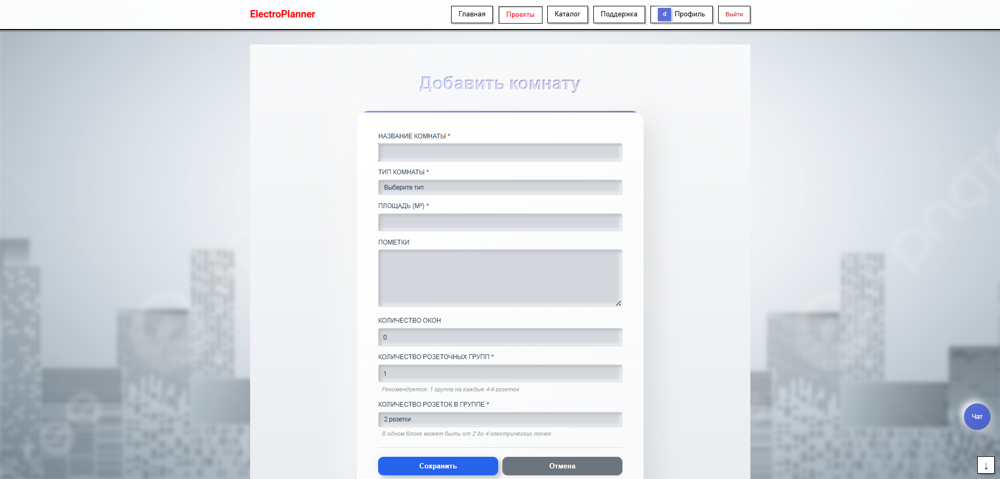 ElectroPlanner
Главная
Проекты
Каталог
Поддержка
d Профиль
Выйти
Добавить комнату
НАЗВАНИЕ КОМНАТЫ *
ТИП КОМНАТЫ *
Выберите тип
ПЛОЩАДЬ (М²) *
ПОМЕТКИ
КОЛИЧЕСТВО ОКОН
0
КОЛИЧЕСТВО РОЗЕТОЧНЫХ ГРУПП *
1
Рекомендуется: 1 группа на каждые 4-6 розеток
КОЛИЧЕСТВО РОЗЕТОК В ГРУППЕ *
2 розетки
В одном блоке может быть от 2 до 4 электрических точек
Сохранить
Отмена
Чат
↓